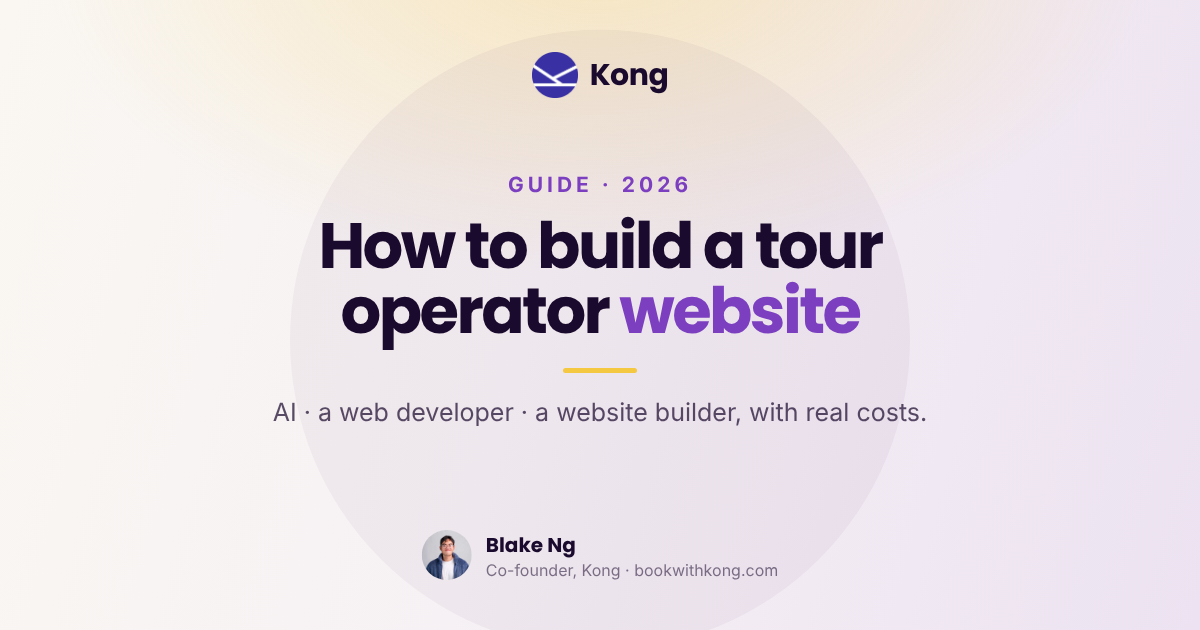 Kong
GUIDE · 2026
How to build a tour
operator website
AI · a web developer · a website builder, with real costs.
Blake Ng
Co-founder, Kong · bookwithkong.com